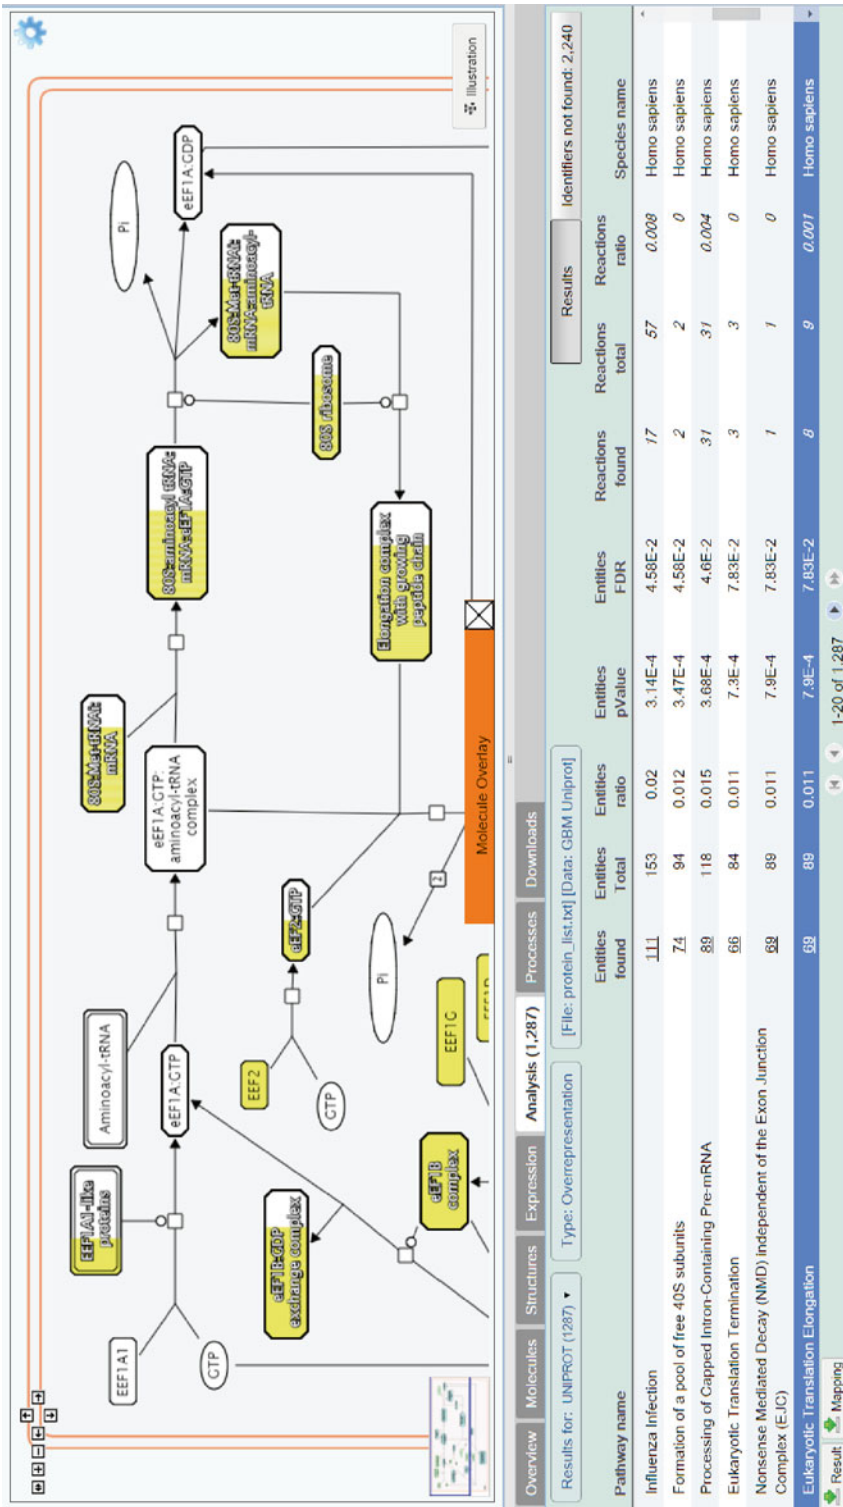 Illustration
Pi
eEF1A:GDP
80S:Met-tRNAi:
mRNA:aminoacyl-
tRNA
80S ribosome
80S:aminoacyl tRNA:
mRNA:eEF1A:GTP
Elongation complex
with growing
peptide chain
80S:Met-tRNAi:
mRNA
eEF1A:GTP:
aminoacyl-tRNA
complex
Aminoacyl-tRNA
eEF1A:GTP
EEF1A1-like
proteins
EEF1A1
GTP
eEF1B:GDP
exchange complex
eEF1B
complex
EEF2
GTP
eEF2:GTP
Pi
2
EEF1G
Molecule Overlay
Overview Molecules Structures Expression Analysis (1,287) Processes Downloads
Results for: UNIPROT (1287) Type: Overrepresentation [File: protein_list.txt] [Data: GBM Uniprot] Results Identifiers not found: 2,240
Pathway name Entities found Entities Total Entities ratio Entities pValue Entities FDR Reactions found Reactions total Reactions ratio Species name
Influenza Infection 111 153 0.02 3.14E-4 4.58E-2 17 57 0.008 Homo sapiens
Formation of a pool of free 40S subunits 74 94 0.012 3.47E-4 4.58E-2 2 2 0 Homo sapiens
Processing of Capped Intron-Containing Pre-mRNA 89 118 0.015 3.68E-4 4.6E-2 31 31 0.004 Homo sapiens
Eukaryotic Translation Termination 66 84 0.011 7.3E-4 7.83E-2 3 3 0 Homo sapiens
Nonsense Mediated Decay (NMD) independent of the Exon Junction
Complex (EJC) 69 89 0.011 7.9E-4 7.83E-2 1 1 0 Homo sapiens
Eukaryotic Translation Elongation 69 89 0.011 7.9E-4 7.83E-2 8 9 0.001 Homo sapiens
Result Mapping 1-20 of 1,287